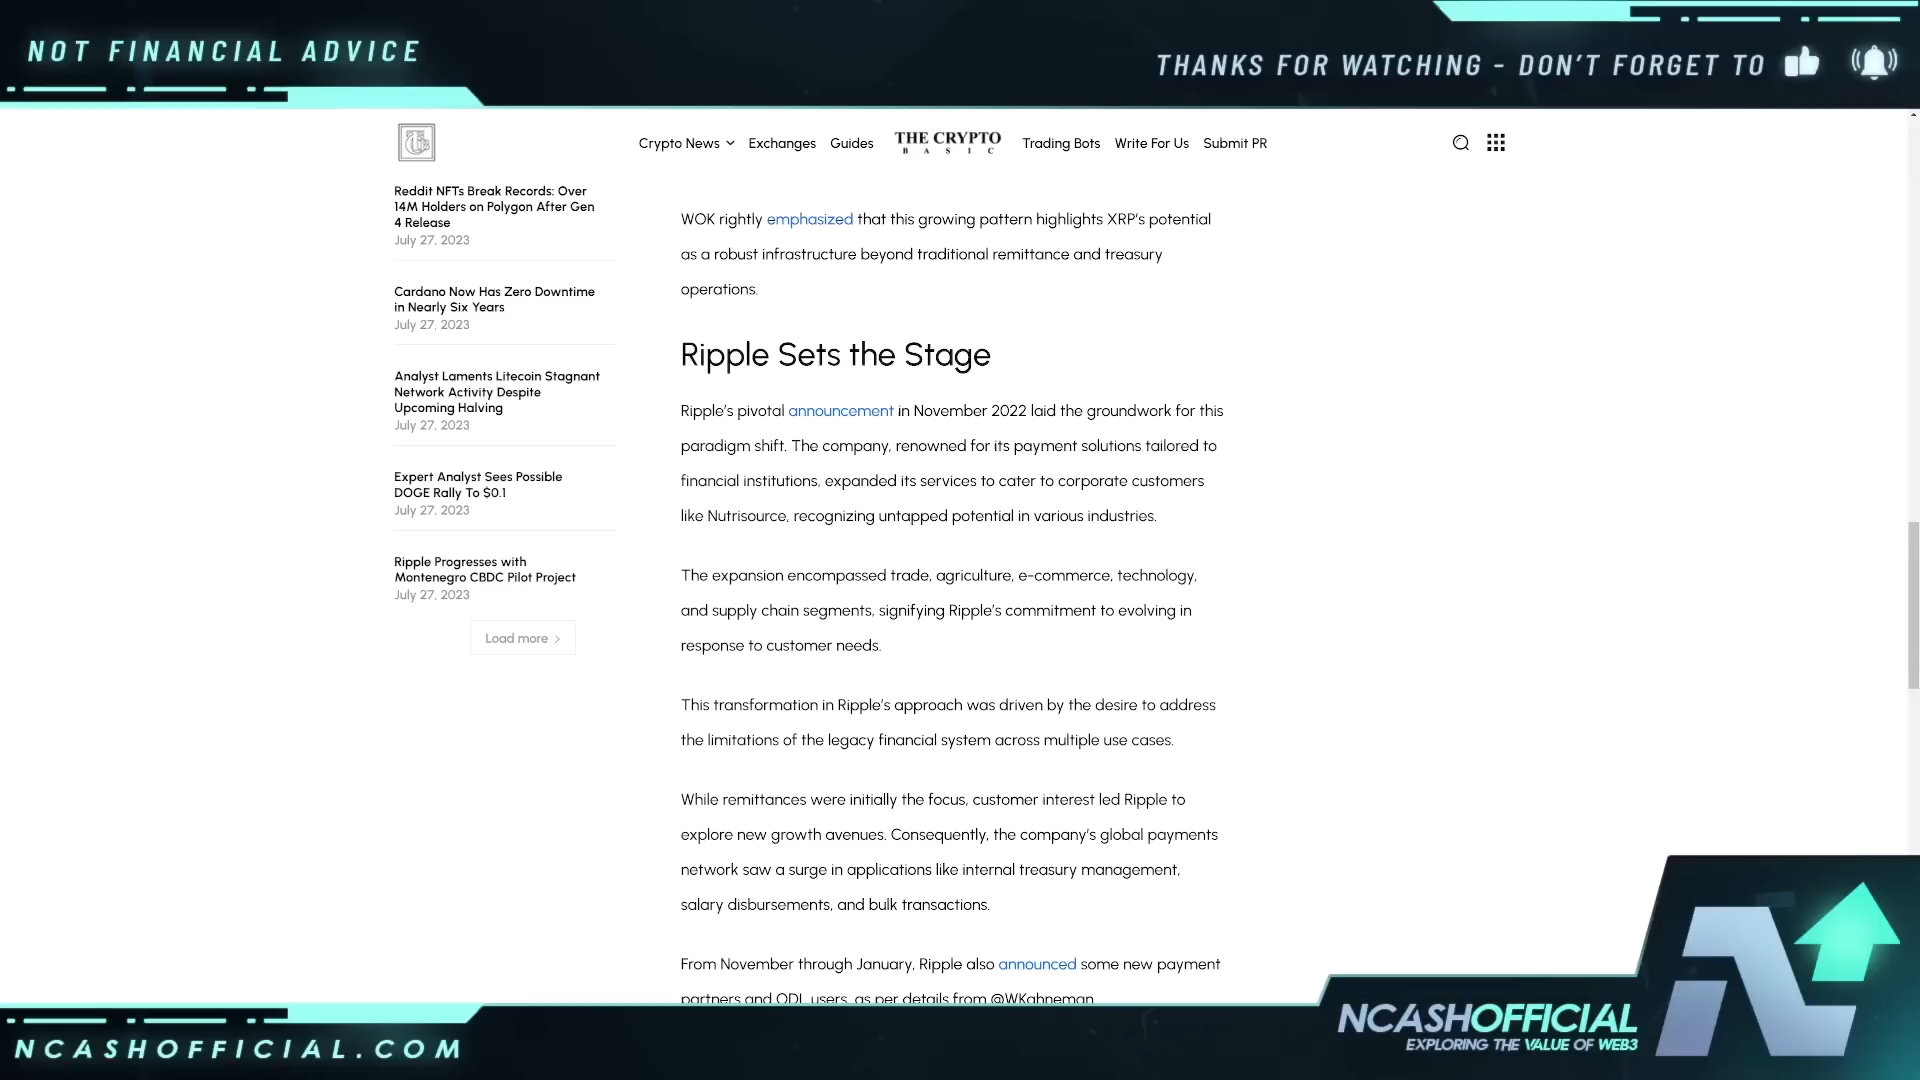 NOT FINANCIAL ADVICE
THANKS FOR WATCHING - DON'T FORGET TO
Crypto News Exchanges Guides THE CRYPTO BASIC Trading Bots Write For Us Submit PR
Reddit NFTs Break Records: Over
14M Holders on Polygon After Gen
4 Release
July 27, 2023
Cardano Now Has Zero Downtime
in Nearly Six Years
July 27, 2023
Analyst Laments Litecoin Stagnant
Network Activity Despite
Upcoming Halving
July 27, 2023
Expert Analyst Sees Possible
DOGE Rally To $0.1
July 27, 2023
Ripple Progresses with
Montenegro CBDC Pilot Project
July 27, 2023
Load more
WOK rightly emphasized that this growing pattern highlights XRP's potential
as a robust infrastructure beyond traditional remittance and treasury
operations.
Ripple Sets the Stage
Ripple's pivotal announcement in November 2022 laid the groundwork for this
paradigm shift. The company, renowned for its payment solutions tailored to
financial institutions, expanded its services to cater to corporate customers
like Nutrisource, recognizing untapped potential in various industries.
The expansion encompassed trade, agriculture, e-commerce, technology,
and supply chain segments, signifying Ripple's commitment to evolving in
response to customer needs.
This transformation in Ripple's approach was driven by the desire to address
the limitations of the legacy financial system across multiple use cases.
While remittances were initially the focus, customer interest led Ripple to
explore new growth avenues. Consequently, the company's global payments
network saw a surge in applications like internal treasury management,
salary disbursements, and bulk transactions.
From November through January, Ripple also announced some new payment
partners and ODL users, as per details from @WKahneman
NCASHOFFICIAL.COM
NCASHOFFICIAL
EXPLORING THE VALUE OF WEB3